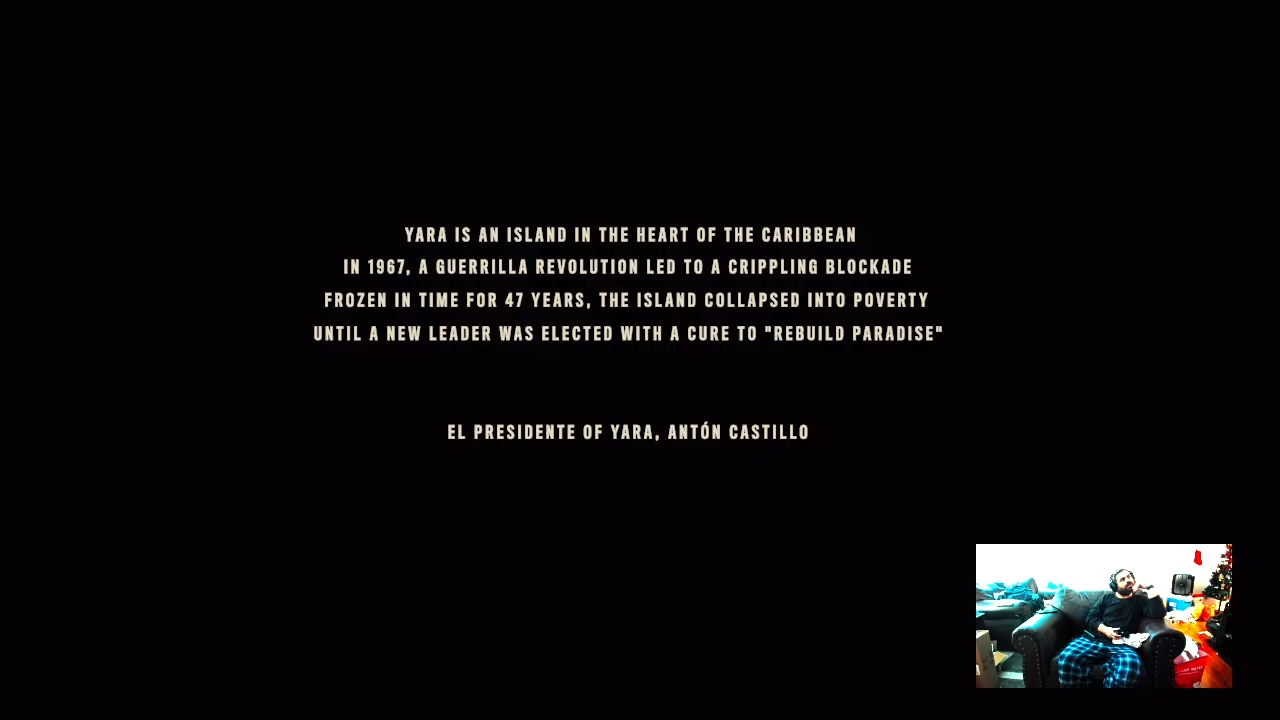 YARA IS AN ISLAND IN THE HEART OF THE CARIBBEAN
IN 1967, A GUERRILLA REVOLUTION LED TO A CRIPPLING BLOCKADE
FROZEN IN TIME FOR 47 YEARS, THE ISLAND COLLAPSED INTO POVERTY
UNTIL A NEW LEADER WAS ELECTED WITH A CURE TO "REBUILD PARADISE"
EL PRESIDENTE OF YARA, ANTÓN CASTILLO